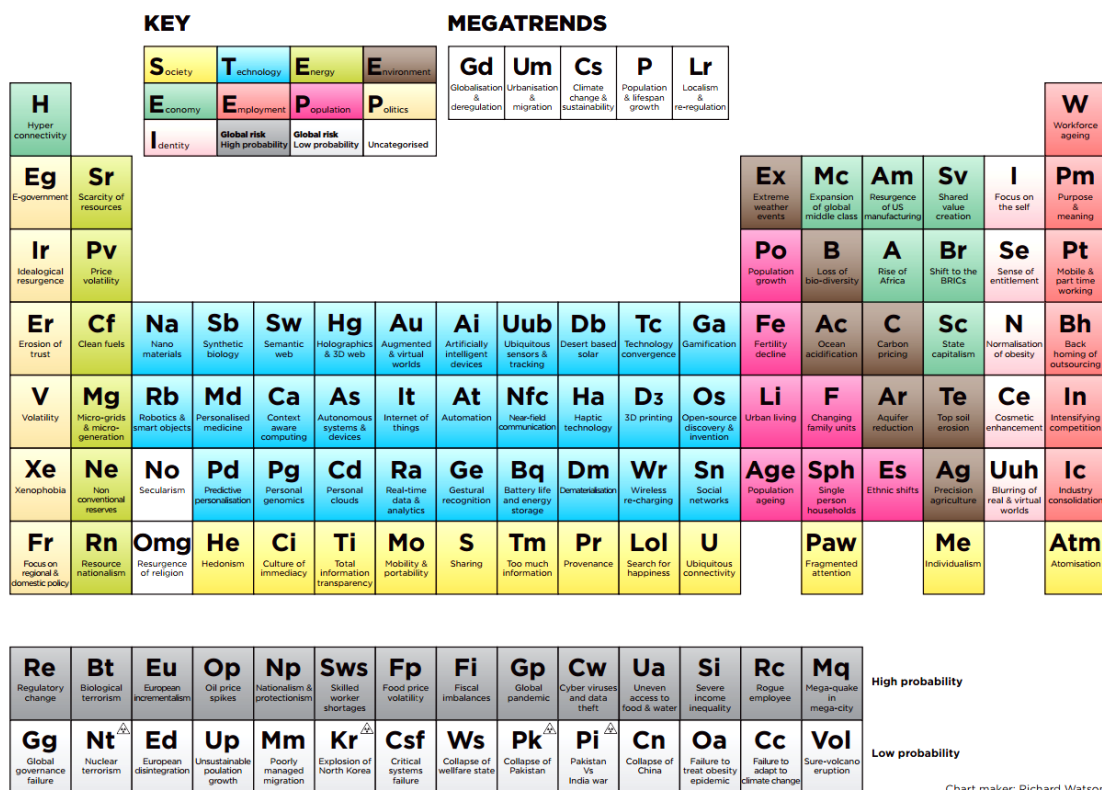 KEY
MEGATRENDS
Society Technology Energy Environment
Economy Employment Population Politics
Identity Global risk High probability Global risk Low probability Uncategorised
Gd Um Cs P Lr
Globalisation & deregulation Urbanisation & migration Climate change & sustainability Population & lifespan growth Localism & re-regulation
H W
Hyper connectivity Workforce ageing
Eg Sr Ex Mc Am Sv I Pm
E-government Scarcity of resources Extreme weather events Expansion of global middle class Resurgence of US manufacturing Shared value creation Focus on the self Purpose & meaning
Ir Pv Po B A Br Se Pt
Idealogical resurgence Price volatility Population growth Loss of bio-diversity Rise of Africa Shift to the BRICs Sense of entitlement Mobile & part time working
Er Cf Na Sb Sw Hg Au Ai Uub Db Tc Ga Fe Ac C Sc N Bh
Erosion of trust Clean fuels Nano materials Synthetic biology Semantic web Holographics & 3D web Augmented & virtual worlds Artificially intelligent devices Ubiquitous sensors & tracking Desert based solar Technology convergence Gamification Fertility decline Ocean acidification Carbon pricing State capitalism Normalisation of obesity Back homing of outsourcing
V Mg Rb Md Ca As It At Nfc Ha D3 Os Li F Ar Te Ce In
Volatility Micro-grids & micro-generation Robotics & smart objects Personalised medicine Context aware computing Autonomous systems & devices Internet of things Automation Near-field communication Haptic technology 3D printing Open-source discovery & invention Urban living Changing family units Aquifer reduction Top soil erosion Cosmetic enhancement Intensifying competition
Xe Ne No Pd Pg Cd Ra Ge Bq Dm Wr Sn Age Sph Es Ag Uuh Ic
Xenophobia Non conventional reserves Secularism Predictive personalisation Personal genomics Personal clouds Real-time data & analytics Gestural recognition Battery life and energy storage Dematerialisation Wireless re-charging Social networks Population ageing Single person households Ethnic shifts Precision agriculture Blurring of real & virtual worlds Industry consolidation
Fr Rn Omg He Ci Ti Mo S Tm Pr Lol U Paw Me Atm
Focus on regional & domestic policy Resource nationalism Resurgence of religion Hedonism Culture of immediacy Total information transparency Mobility & portability Sharing Too much information Provenance Search for happiness Ubiquitous connectivity Fragmented attention Individualism Atomisation
Re Bt Eu Op Np Sws Fp Fi Gp Cw Ua Si Rc Mq
Regulatory change Biological terrorism European incrementalism Oil price spikes Nationalism & protectionism Skilled worker shortages Food price volatility Fiscal imbalances Global pandemic Cyber viruses and data theft Uneven access to food & water Severe income inequality Rogue employee Mega-quake in mega-city
High probability
Gg Nt Ed Up Mm Kr Csf Ws Pk Pi Cn Oa Cc Vol
Global governance failure Nuclear terrorism European disintegration Unsustainable poulation growth Poorly managed migration Explosion of North Korea Critical systems failure Collapse of wellfare state Collapse of Pakistan Pakistan Vs India war Collapse of China Failure to treat obesity epidemic Failure to adapt to climate change Sure-volcano eruption
Low probability
Chart maker: Richard Watson